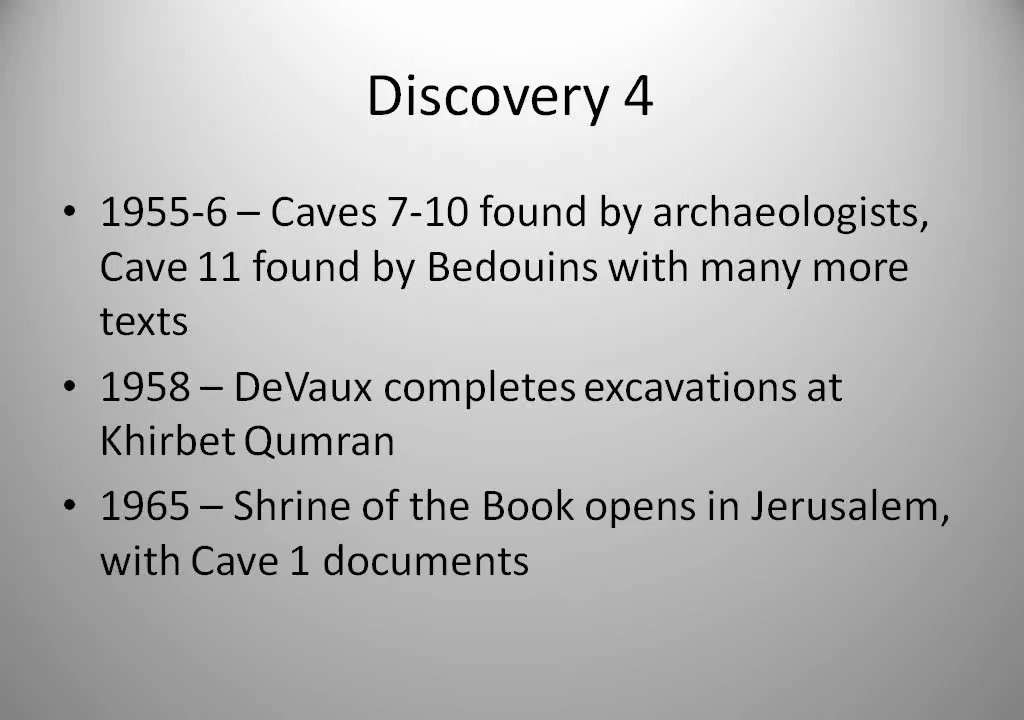 Discovery 4
• 1955-6 – Caves 7-10 found by archaeologists,
Cave 11 found by Bedouins with many more
texts
• 1958 – DeVaux completes excavations at
Khirbet Qumran
• 1965 – Shrine of the Book opens in Jerusalem,
with Cave 1 documents